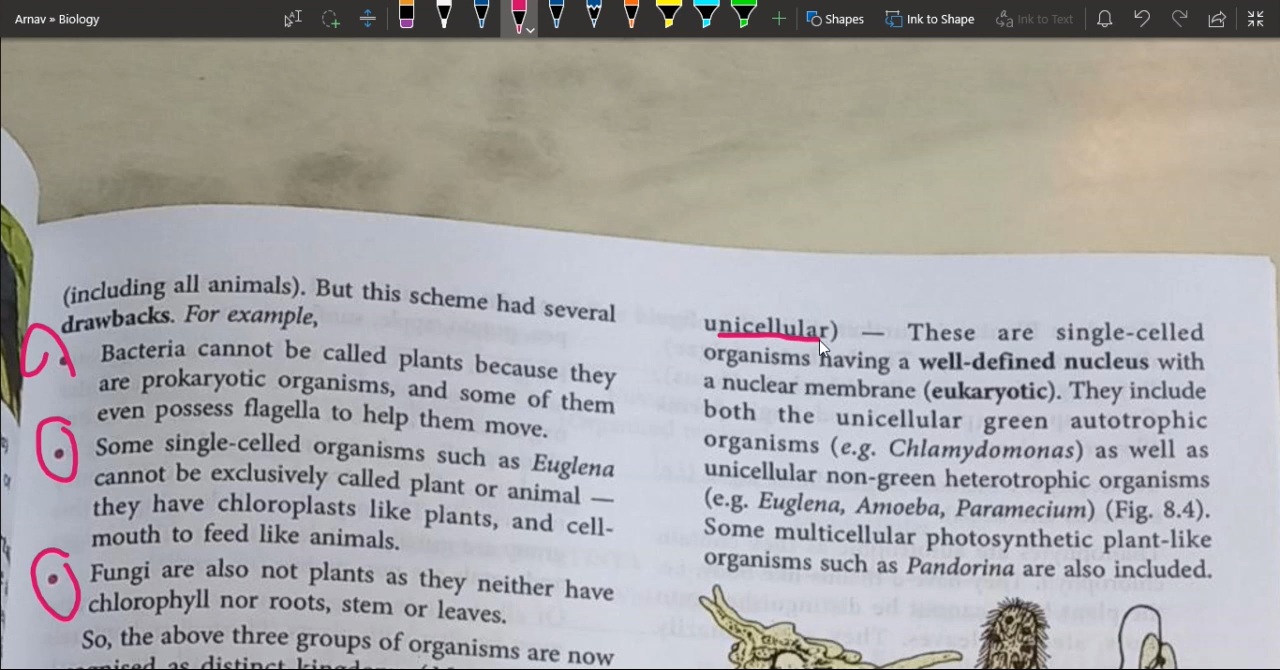 Arnav » Biology
Shapes
Ink to Shape
Ink to Text
(including all animals). But this scheme had several
drawbacks. For example,
Bacteria cannot be called plants because they
are prokaryotic organisms, and some of them
even possess flagella to help them move.
• Some single-celled organisms such as Euglena
cannot be exclusively called plant or animal —
they have chloroplasts like plants, and cell-
mouth to feed like animals.
• Fungi are also not plants as they neither have
chlorophyll nor roots, stem or leaves.
So, the above three groups of organisms are now
as distinct
unicellular) — These are single-celled
organisms having a well-defined nucleus with
a nuclear membrane (eukaryotic). They include
both the unicellular green autotrophic
organisms (e.g. Chlamydomonas) as well as
unicellular non-green heterotrophic organisms
(e.g. Euglena, Amoeba, Paramecium) (Fig. 8.4).
Some multicellular photosynthetic plant-like
organisms such as Pandorina are also included.